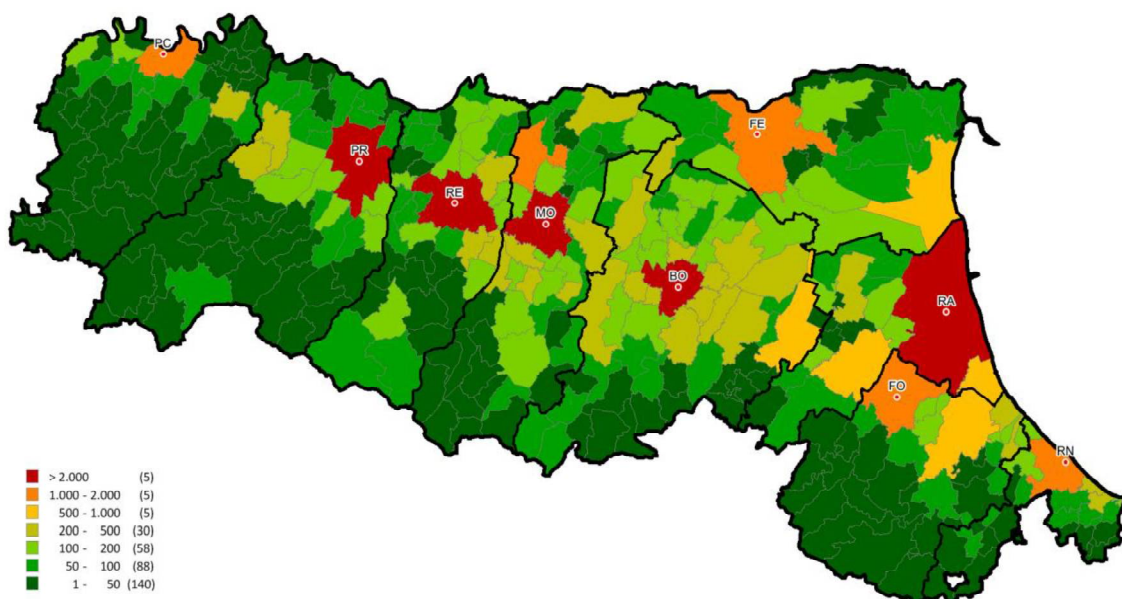 PC
FE
PR
RE
MO
BO
RA
FO
RN
> 2.000 (5)
1.000 - 2.000 (5)
500 - 1.000 (5)
200 - 500 (30)
100 - 200 (58)
50 - 100 (88)
1 - 50 (140)